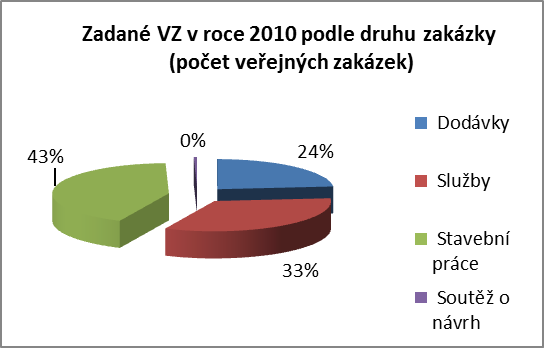 Zadané VZ v roce 2010 podle druhu zakázky
(počet veřejných zakázek)
0%
24%
43%
33%
Dodávky
Služby
Stavební
práce
Soutěž o
návrh